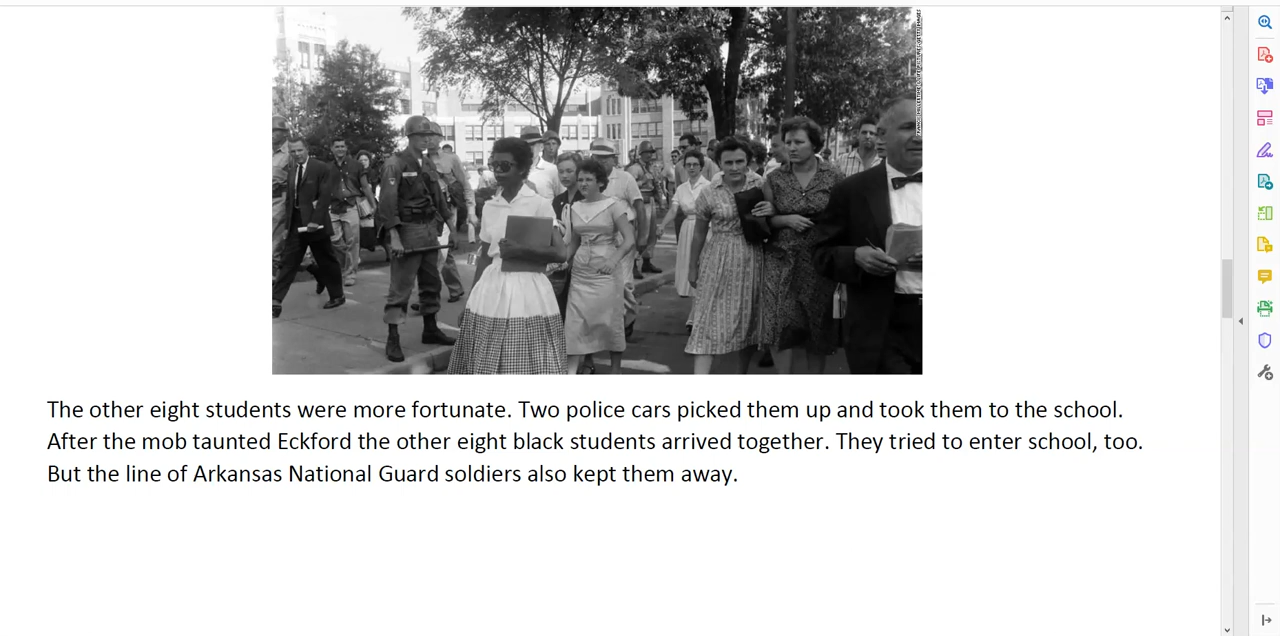 The other eight students were more fortunate. Two police cars picked them up and took them to the school.
After the mob taunted Eckford the other eight black students arrived together. They tried to enter school, too.
But the line of Arkansas National Guard soldiers also kept them away.